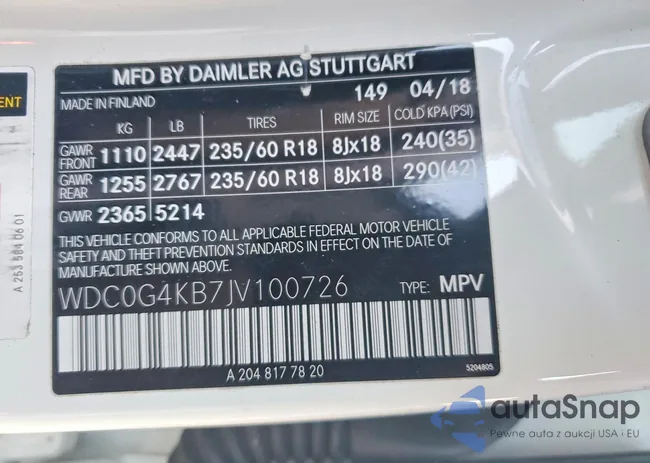 MFD BY DAIMLER AG STUTTGART
MADE IN FINLAND 149 04/18
KG LB TIRES RIM SIZE COLD KPA(PSI)
GAWR FRONT 1110 2447 235/60 R18 8Jx18 240(35)
GAWR REAR 1255 2767 235/60 R18 8Jx18 290(42)
GVWR 2365 5214
THIS VEHICLE CONFORMS TO ALL APPLICABLE FEDERAL MOTOR VEHICLE
SAFETY AND THEFT PREVENTION STANDARDS IN EFFECT ON THE DATE OF
MANUFACTURE SHOWN ABOVE.
WDC0G4KB7JV100726 TYPE: MPV
A 204 817 78 20
5204805
ENT
autaSnap
Pewne auta z aukcji USA i EU